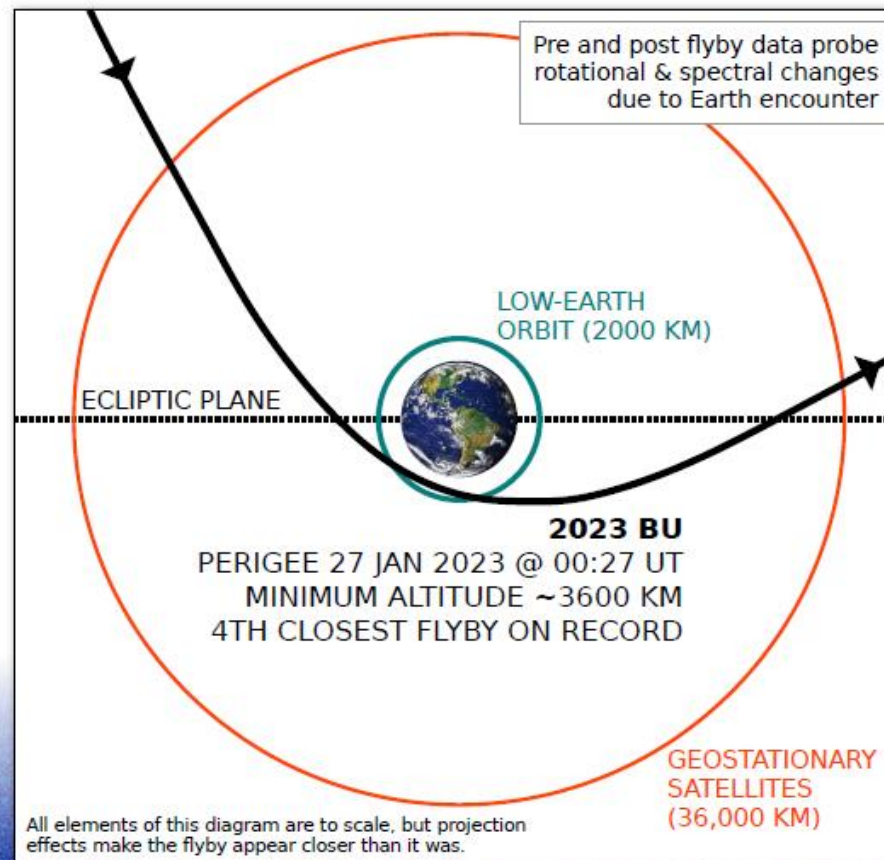 Pre and post flyby data probe
rotational & spectral changes
due to Earth encounter
LOW-EARTH
ORBIT (2000 KM)
ECLIPTIC PLANE
2023 BU
PERIGEE 27 JAN 2023 @ 00:27 UT
MINIMUM ALTITUDE ~3600 KM
4TH CLOSEST FLYBY ON RECORD
GEOSTATIONARY
SATELLITES
(36,000 KM)
All elements of this diagram are to scale, but projection
effects make the flyby appear closer than it was.